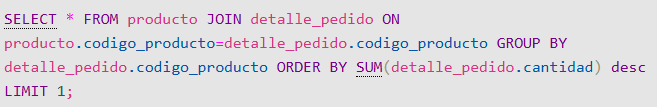 SELECT * FROM producto JOIN detalle_pedido ON
producto.codigo_producto=detalle_pedido.codigo_producto GROUP BY
detalle_pedido.codigo_producto ORDER BY SUM(detalle_pedido.cantidad) desc
LIMIT 1;